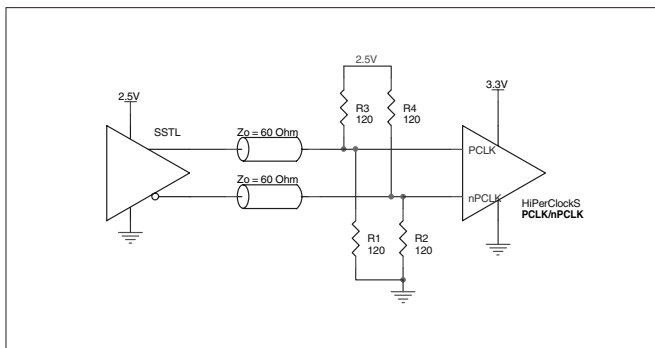 2.5V
3.3V
2.5V
R3
120
R4
120
SSTL
Zo = 60 Ohm
PCLK
Zo = 60 Ohm
nPCLK
HiPerClockS
PCLK/nPCLK
R1
120
R2
120